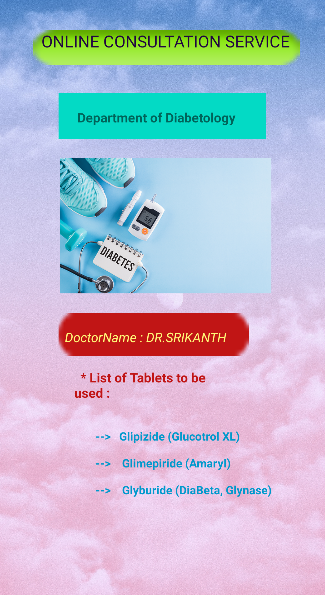 ONLINE CONSULTATION SERVICE
Department of Diabetology
DIABETES
DoctorName : DR.SRIKANTH
* List of Tablets to be
used :
--> Glipizide (Glucotrol XL)
--> Glimepiride (Amaryl)
--> Glyburide (DiaBeta, Glynase)